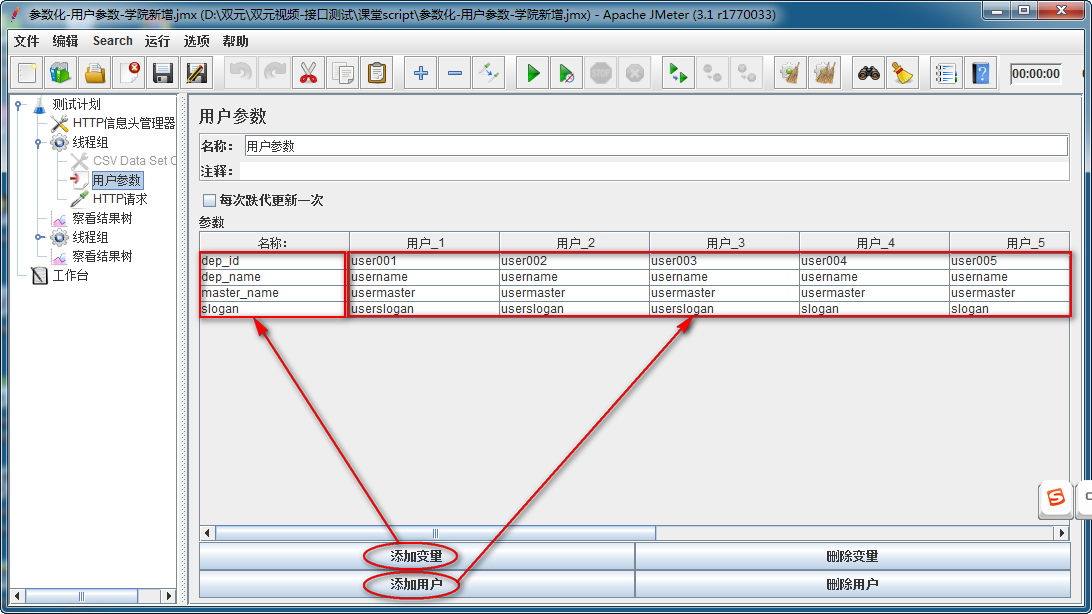 参数化-用户参数-学院新增.jmx (D:\双元\双元视频-接口测试\课堂script\参数化-用户参数-学院新增.jmx) - Apache JMeter (3.1 r1770033)
文件 编辑 Search 运行 选项 帮助
STOP
00:00:00
测试计划
HTTP信息头管理器
线程组
CSV Data Set C
用户参数
HTTP请求
察看结果树
线程组
察看结果树
工作台
用户参数
名称： 用户参数
注释：
每次跌代更新一次
参数
名称： 用户_1 用户_2 用户_3 用户_4 用户_5
dep_id user001 user002 user003 user004 user005
dep_name username username username username username
master_name usermaster usermaster usermaster usermaster usermaster
slogan userslogan userslogan userslogan slogan slogan
添加变量 删除变量
添加用户 删除用户